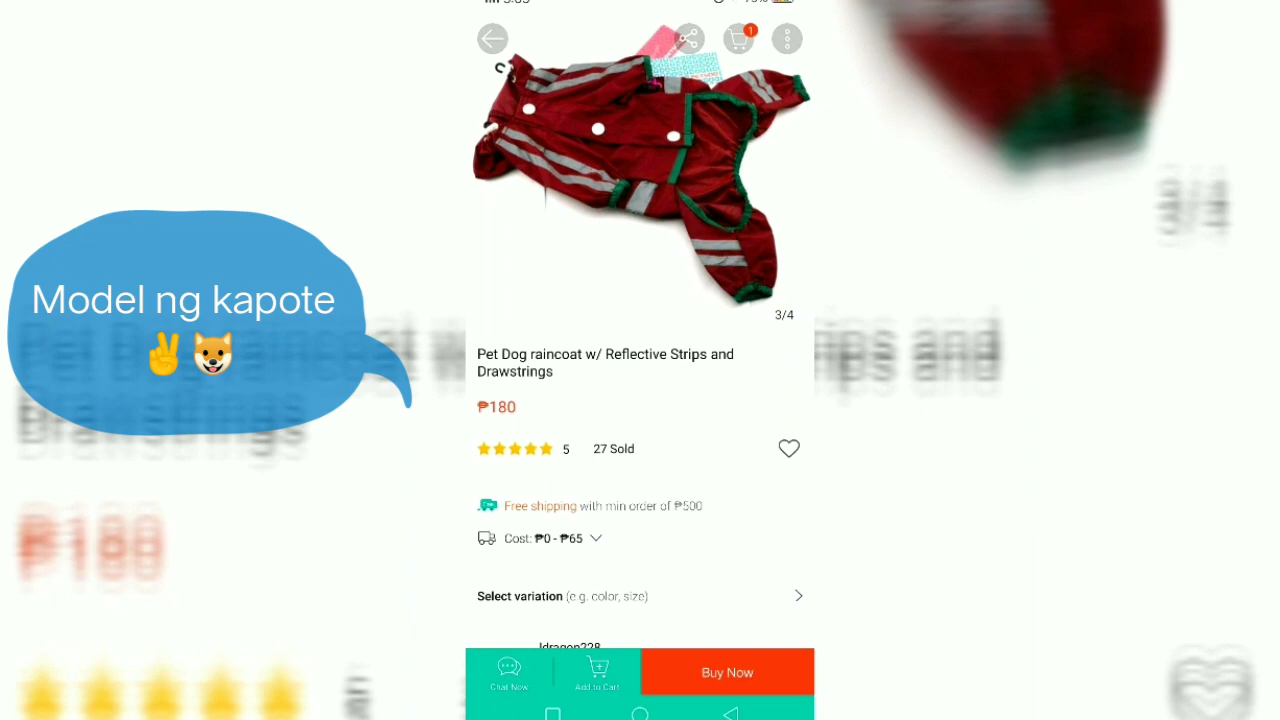 1
3/4
Model ng kapote
✌️🐶
Pet Dog raincoat w/ Reflective Strips and
Drawstrings
₱180
5 27 Sold
Free shipping with min order of ₱500
Cost: ₱0 - ₱65
Select variation (e.g. color, size)
Chat Now
Add to Cart
Buy Now